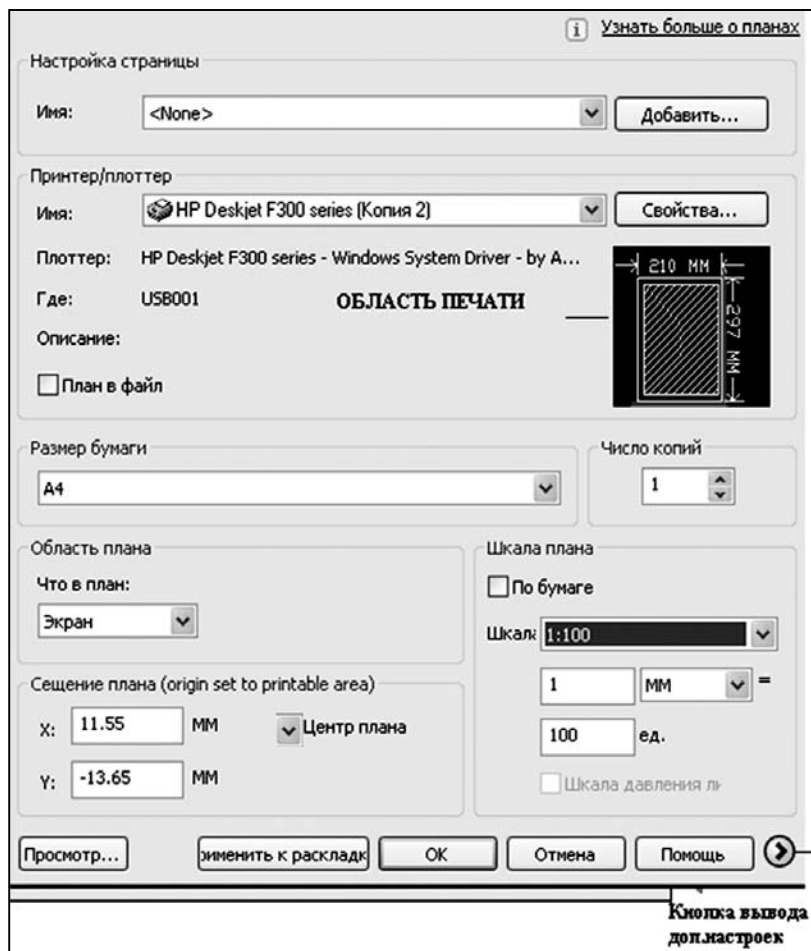 Узнать больше о планах
Настройка страницы
Имя: <None> Добавить...
Принтер/плоттер
Имя: HP Deskjet F300 series (Копия 2) Свойства...
Плоттер: HP Deskjet F300 series - Windows System Driver - by A...
Где: USB001 ОБЛАСТЬ ПЕЧАТИ
Описание:
План в файл
210 MM
297 MM
Размер бумаги
A4
Число копий
1
Область плана
Что в план:
Экран
Шкала плана
По бумаге
Шкала 1:100
1 MM =
100 ед.
Шкала давления ли
Сещение плана (origin set to printable area)
X: 11.55 MM Центр плана
Y: -13.65 MM
Просмотр... рименить к раскладк OK Отмена Помощь
Кнопка вывода
доп.настроек